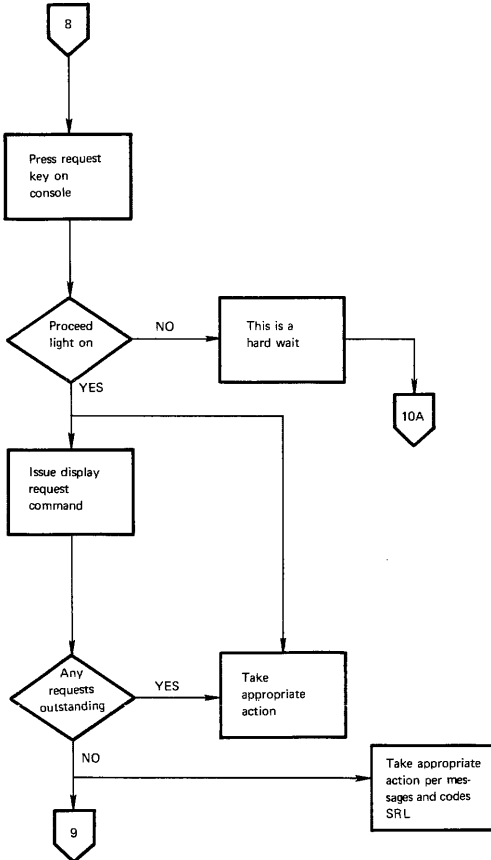 8
Press request
key on
console
Proceed
light on
NO
This is a
hard wait
YES
10A
Issue display
request
command
Any
requests
outstanding
YES
Take
appropriate
action
NO
Take appropriate
action per mes-
sages and codes
SRL
9